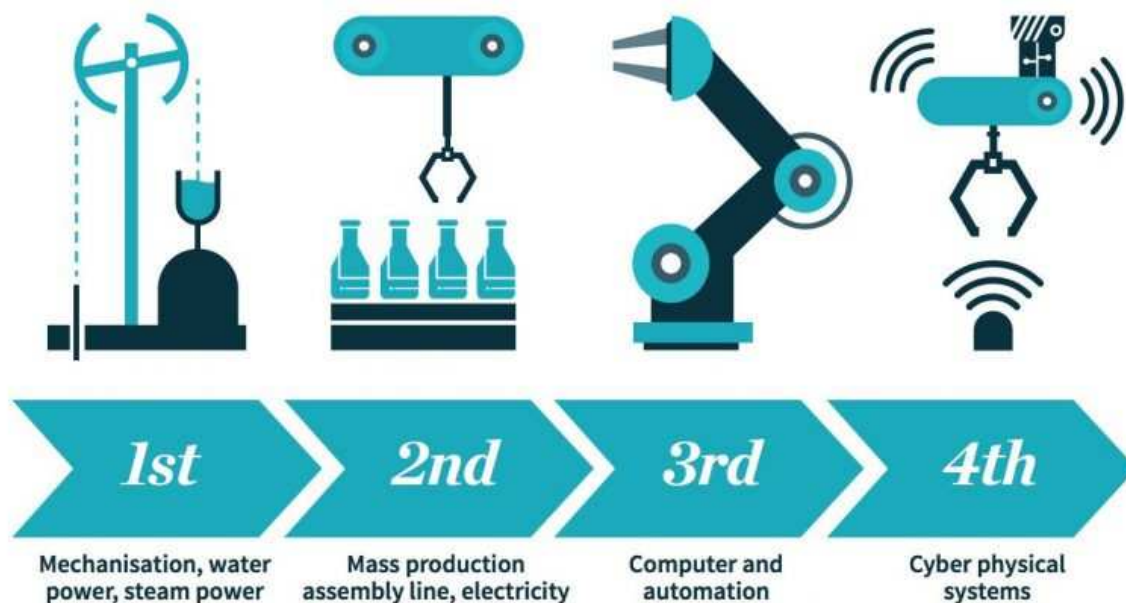 1st
2nd
3rd
4th
Mechanisation, water
power, steam power
Mass production
assembly line, electricity
Computer and
automation
Cyber physical
systems